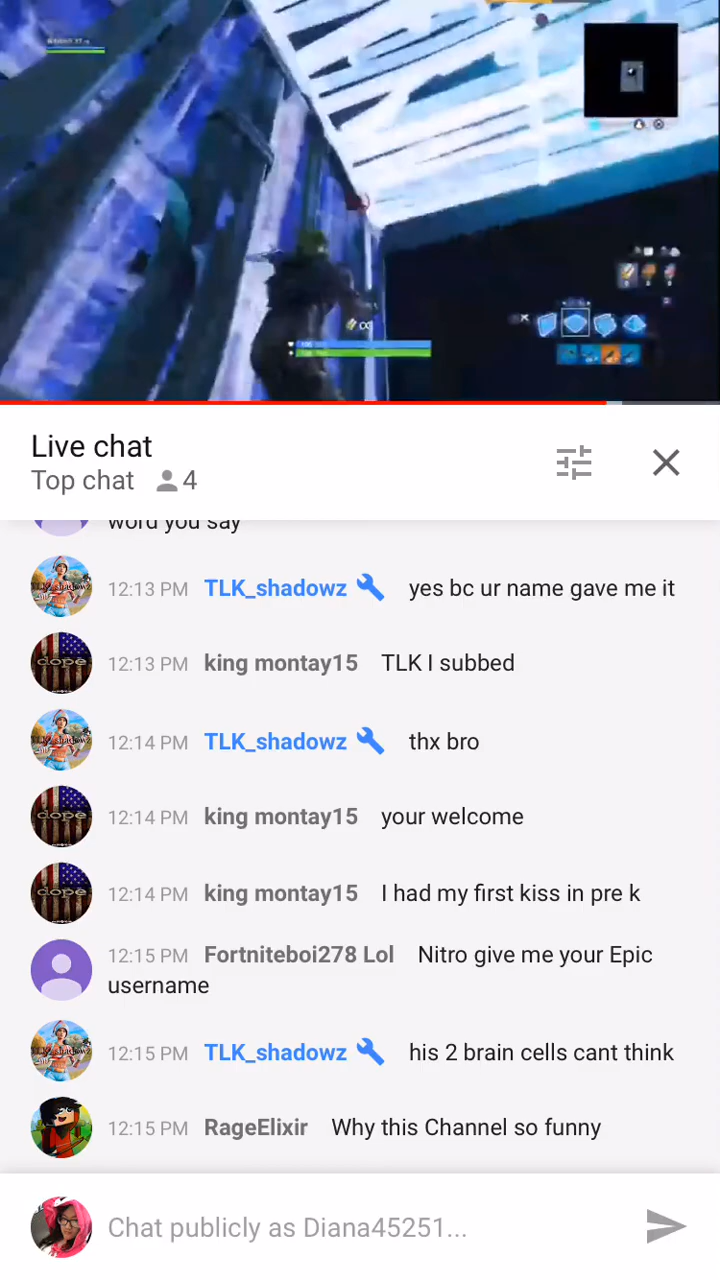 Live chat
Top chat 4
word you say
12:13 PM TLK_shadowz yes bc ur name gave me it
12:13 PM king montay15 TLK I subbed
12:14 PM TLK_shadowz thx bro
12:14 PM king montay15 your welcome
12:14 PM king montay15 I had my first kiss in pre k
12:15 PM Fortniteboi278 Lol Nitro give me your Epic
username
12:15 PM TLK_shadowz his 2 brain cells cant think
12:15 PM RageElixir Why this Channel so funny
Chat publicly as Diana45251...